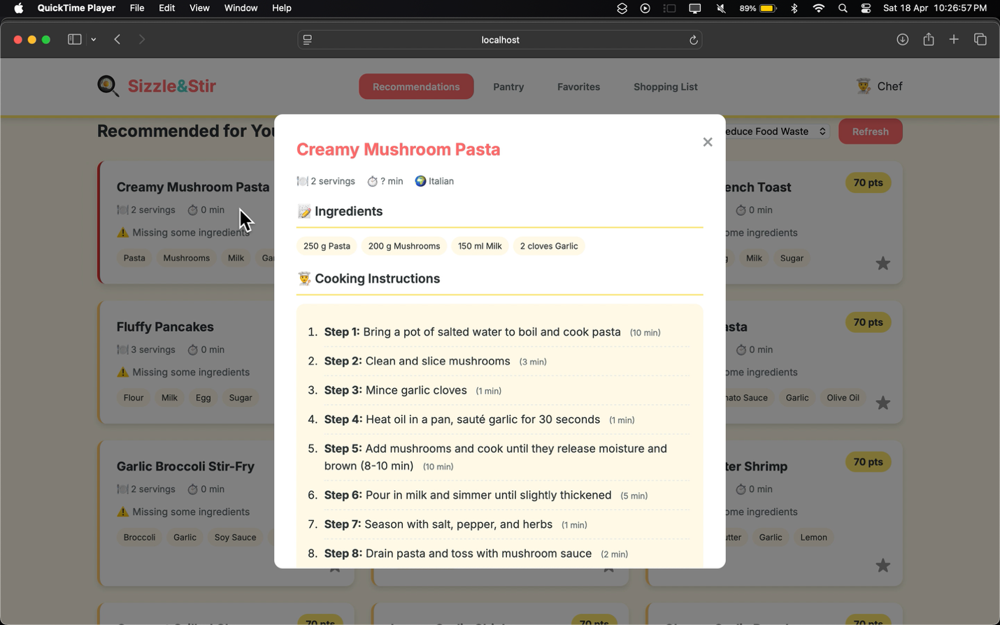 QuickTime Player File Edit View Window Help 89% Sat 18 Apr 10:26:57 PM
localhost
Sizzle&Stir Recommendations Pantry Favorites Shopping List Chef
Recommended for You
educe Food Waste Refresh
Creamy Mushroom Pasta
2 servings 0 min
Missing some ingredients
Pasta Mushrooms Milk Ga
ench Toast 70 pts
0 min
ome ingredients
g Milk Sugar
Fluffy Pancakes
3 servings 0 min
Missing some ingredients
Flour Milk Egg Sugar
asta 70 pts
0 min
ome ingredients
ato Sauce Garlic Olive Oil
Garlic Broccoli Stir-Fry
2 servings 0 min
Missing some ingredients
Broccoli Garlic Soy Sauce
ter Shrimp 70 pts
0 min
ome ingredients
tter Garlic Lemon
70 pts
70 pts
70 pts
Creamy Mushroom Pasta ×
2 servings ? min Italian
Ingredients
250 g Pasta 200 g Mushrooms 150 ml Milk 2 cloves Garlic
Cooking Instructions
1. Step 1: Bring a pot of salted water to boil and cook pasta (10 min)
2. Step 2: Clean and slice mushrooms (3 min)
3. Step 3: Mince garlic cloves (1 min)
4. Step 4: Heat oil in a pan, sauté garlic for 30 seconds (1 min)
5. Step 5: Add mushrooms and cook until they release moisture and
brown (8-10 min) (10 min)
6. Step 6: Pour in milk and simmer until slightly thickened (5 min)
7. Step 7: Season with salt, pepper, and herbs (1 min)
8. Step 8: Drain pasta and toss with mushroom sauce (2 min)